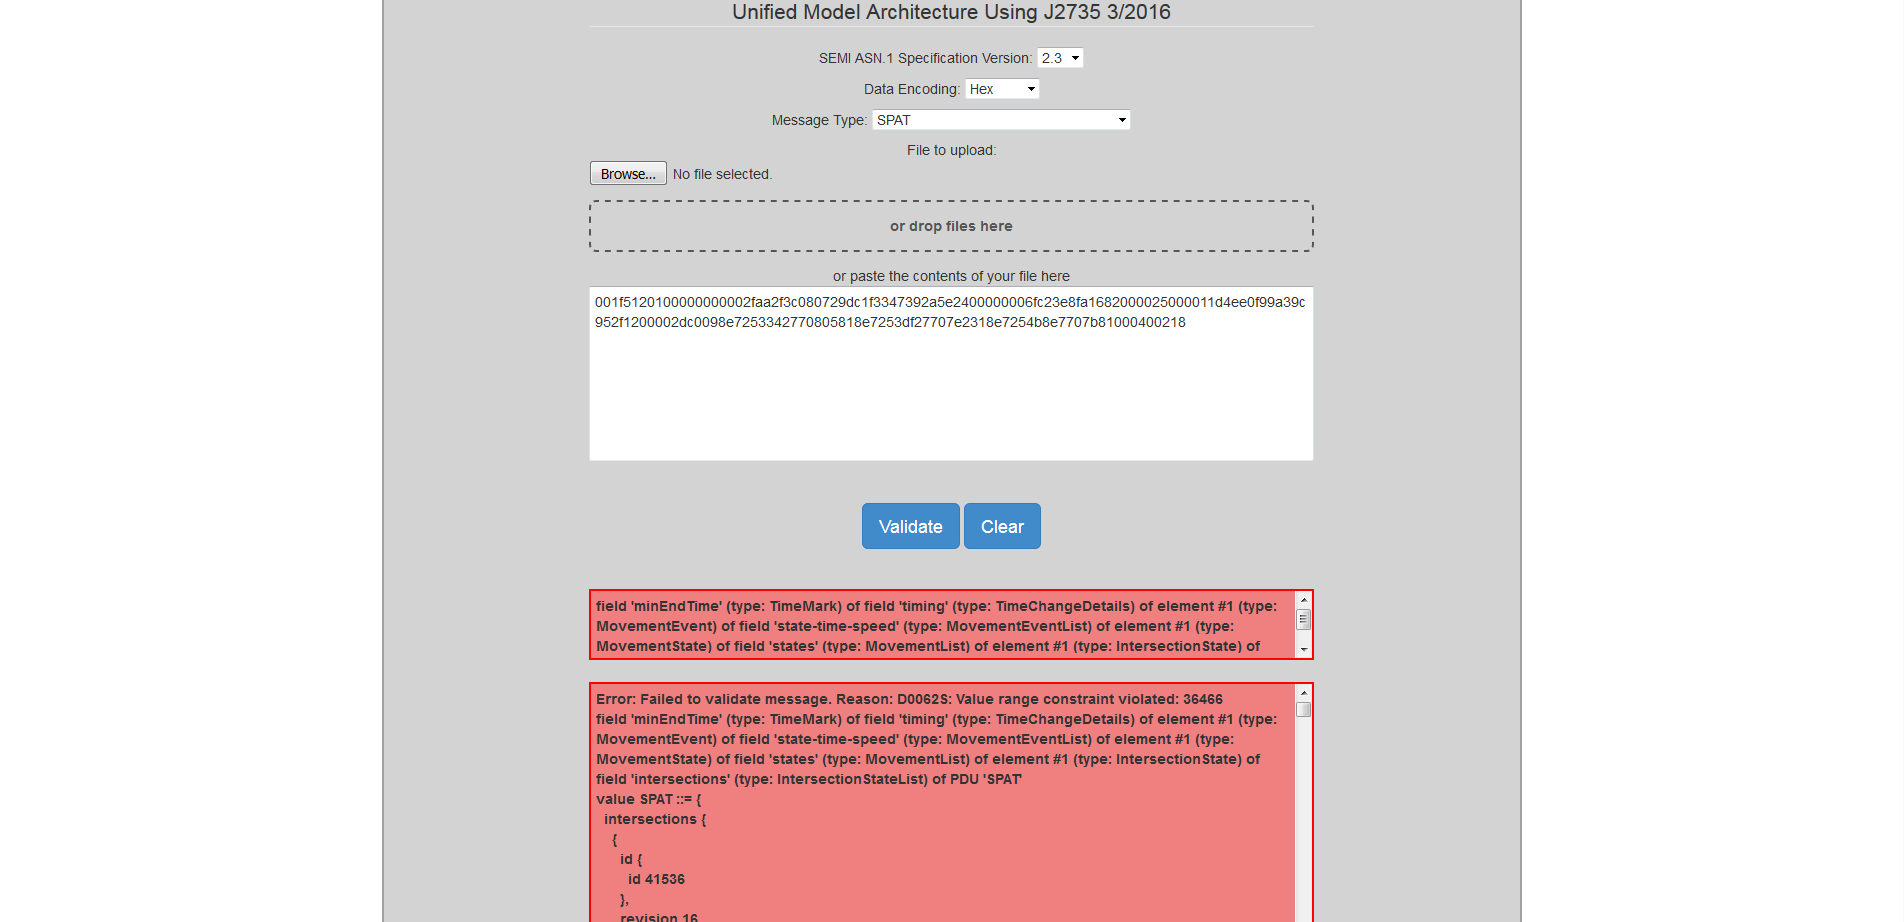 Unified Model Architecture Using J2735 3/2016
SEMI ASN.1 Specification Version: 2.3
Data Encoding: Hex
Message Type: SPAT
File to upload:
Browse... No file selected.
or drop files here
or paste the contents of your file here
001f5120100000000002faa2f3c080729dc1f3347392a5e2400000006fc23e8fa1682000025000011d4ee0f99a39c
952f1200002dc0098e7253342770805818e7253df27707e2318e7254b8e7707b81000400218
Validate Clear
field 'minEndTime' (type: TimeMark) of field 'timing' (type: TimeChangeDetails) of element #1 (type:
MovementEvent) of field 'state-time-speed' (type: MovementEventList) of element #1 (type:
MovementState) of field 'states' (type: MovementList) of element #1 (type: IntersectionState) of
Error: Failed to validate message. Reason: D0062S: Value range constraint violated: 36466
field 'minEndTime' (type: TimeMark) of field 'timing' (type: TimeChangeDetails) of element #1 (type:
MovementEvent) of field 'state-time-speed' (type: MovementEventList) of element #1 (type:
MovementState) of field 'states' (type: MovementList) of element #1 (type: IntersectionState) of
field 'intersections' (type: IntersectionStateList) of PDU 'SPAT'
value SPAT ::= {
intersections {
{
id {
id 41536
},
revision 16